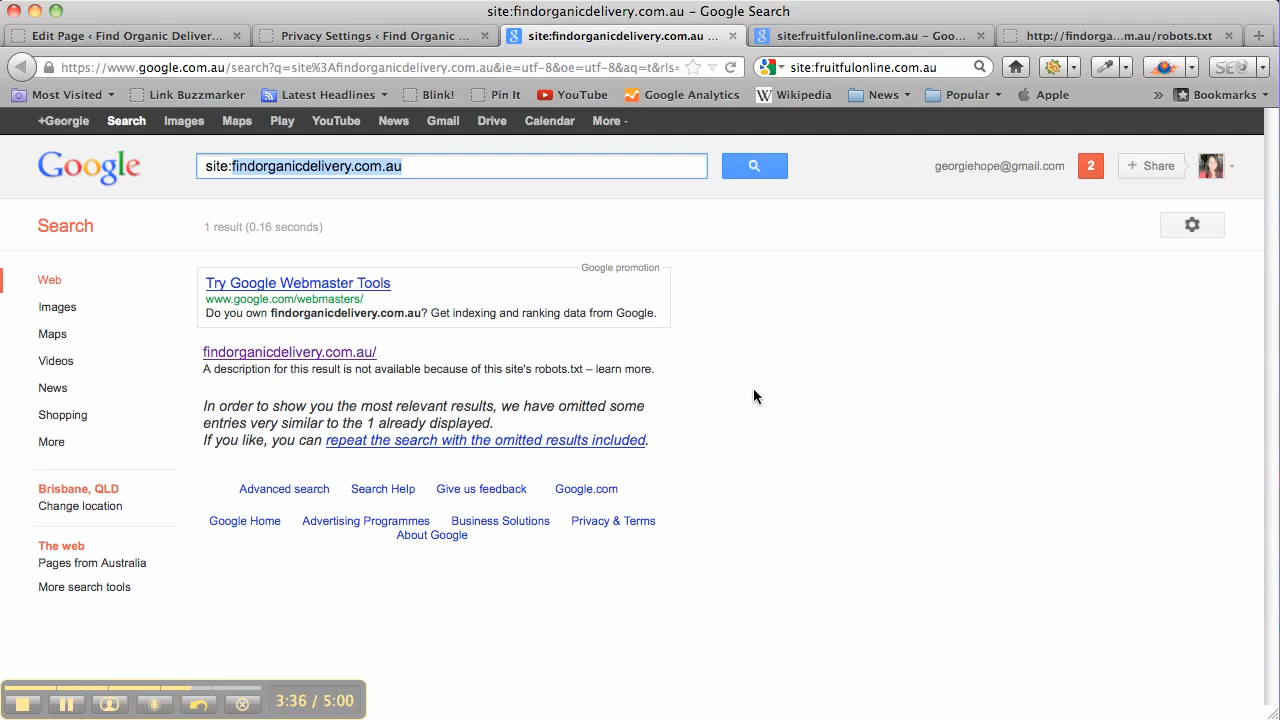 site:findorganicdelivery.com.au – Google Search
Edit Page ‹ Find Organic Deliver...
Privacy Settings ‹ Find Organic ...
site:findorganicdelivery.com.au ...
site:fruitfulonline.com.au - Goo...
http://findorga...m.au/robots.txt
https://www.google.com.au/search?q=site%3Afindorganicdelivery.com.au&ie=utf-8&oe=utf-8&aq=t&rls=
site:fruitfulonline.com.au
SEO
Most Visited
Link Buzzmarker
Latest Headlines
Blink!
Pin It
YouTube
Google Analytics
W Wikipedia
News
Popular
Apple
»
Bookmarks
+Georgie Search Images Maps Play YouTube News Gmail Drive Calendar More
Google
site:findorganicdelivery.com.au
georgiehope@gmail.com
2
+ Share
Search
1 result (0.16 seconds)
Google promotion
Try Google Webmaster Tools
www.google.com/webmasters/
Do you own findorganicdelivery.com.au? Get indexing and ranking data from Google.
findorganicdelivery.com.au/
A description for this result is not available because of this site's robots.txt – learn more.
In order to show you the most relevant results, we have omitted some
entries very similar to the 1 already displayed.
If you like, you can repeat the search with the omitted results included.
Web
Images
Maps
Videos
News
Shopping
More
Brisbane, QLD
Change location
The web
Pages from Australia
More search tools
Advanced search Search Help Give us feedback Google.com
Google Home Advertising Programmes Business Solutions Privacy & Terms
About Google
3:36 / 5:00